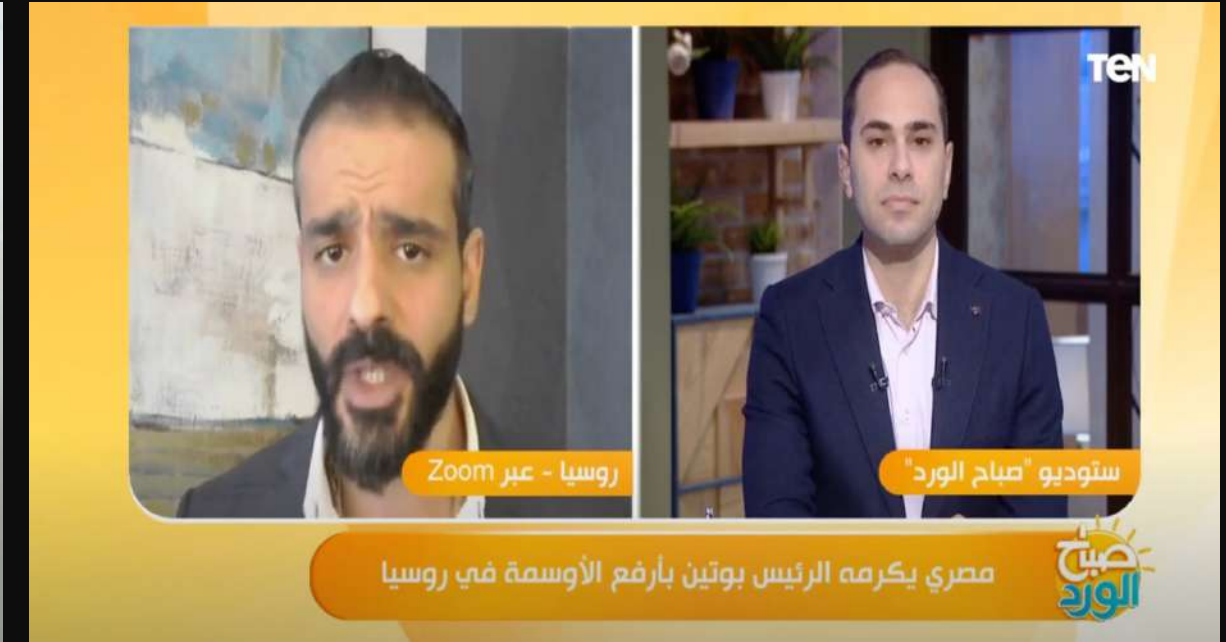 TeN
روسيا - عبر Zoom
ستوديو "صباح الورد"
مصري يكرمه الرئيس بوتين بأرفع الأوسمة في روسيا
صباح
الورد